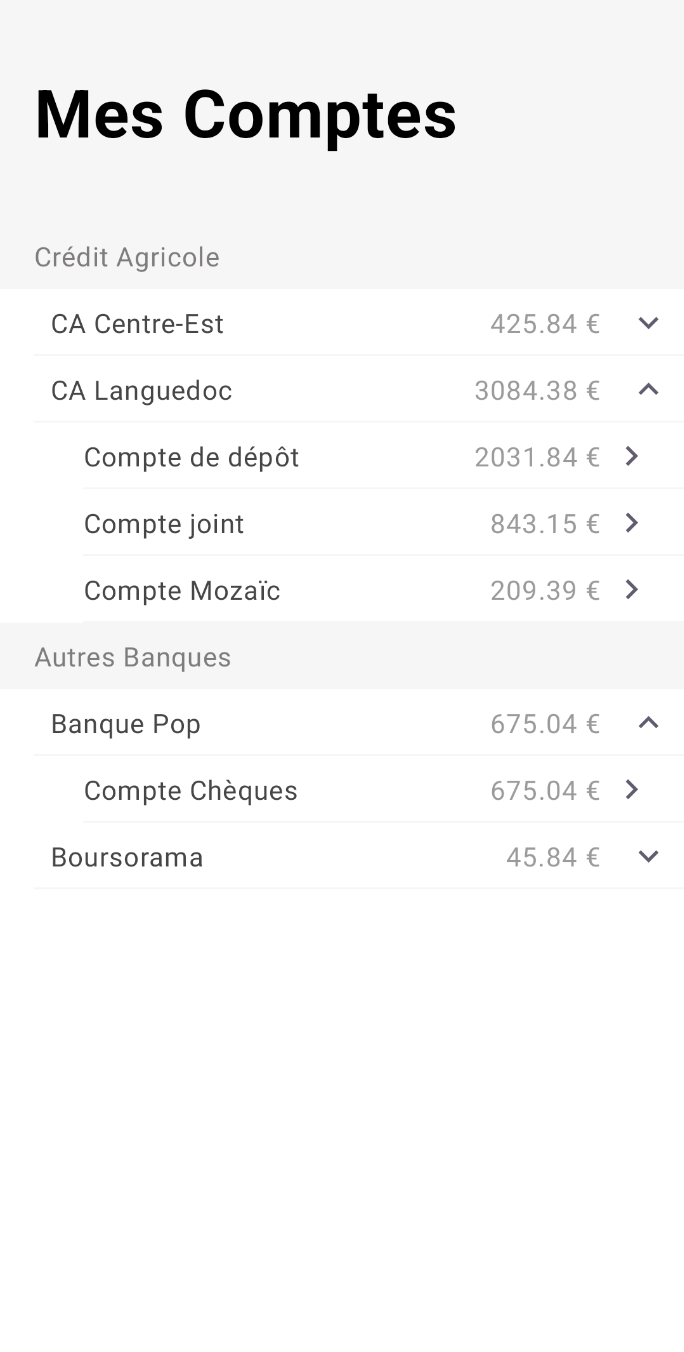 Mes Comptes
Crédit Agricole
CA Centre-Est 425.84 €
CA Languedoc 3084.38 €
Compte de dépôt 2031.84 €
Compte joint 843.15 €
Compte Mozaïc 209.39 €
Autres Banques
Banque Pop 675.04 €
Compte Chèques 675.04 €
Boursorama 45.84 €